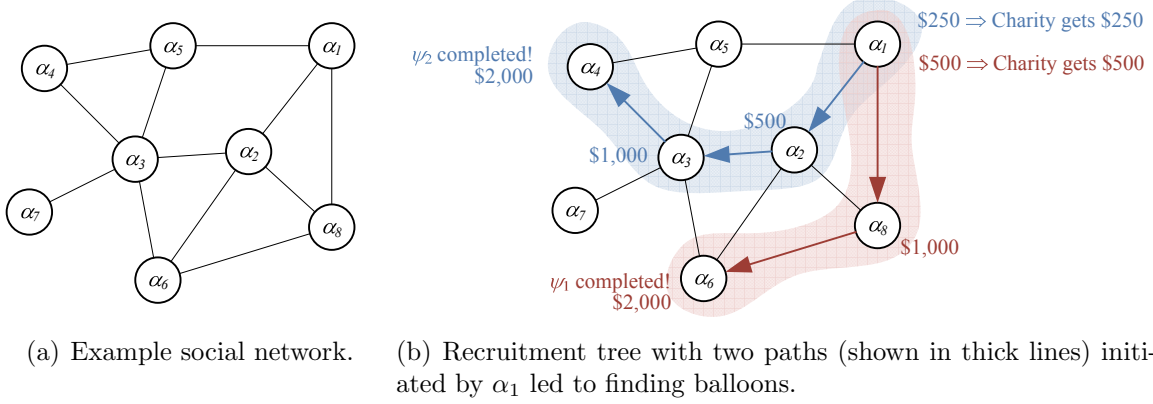 α5
α1
α4
α3
α2
α7
α8
α6
(a) Example social network.
$250 ⇒ Charity gets $250
α1
ψ2 completed!
$2,000
α5
$500 ⇒ Charity gets $500
α4
$500
α2
$1,000
α3
α7
α8
$1,000
ψ1 completed!
$2,000
α6
(b) Recruitment tree with two paths (shown in thick lines) initi-
ated by α1 led to finding balloons.